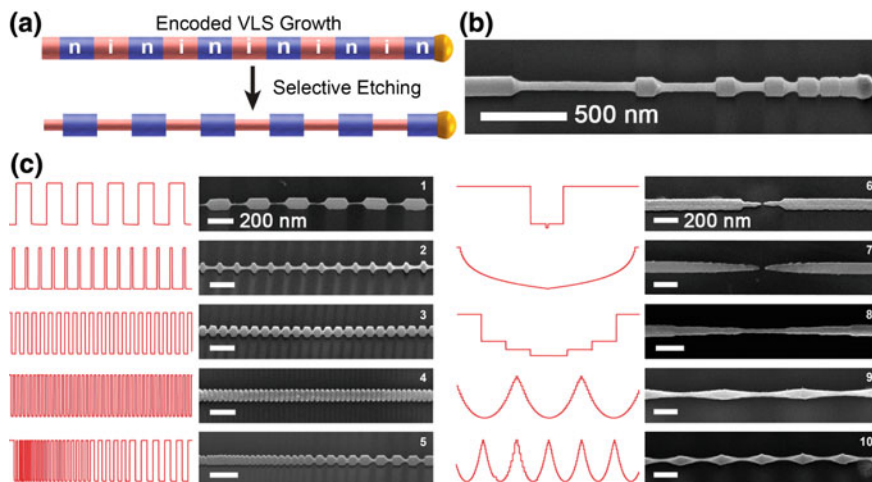 (a)
Encoded VLS Growth
n i n i n i n i n i n
Selective Etching
(b)
500 nm
(c)
1
200 nm
2
3
4
5
6
200 nm
7
8
9
10